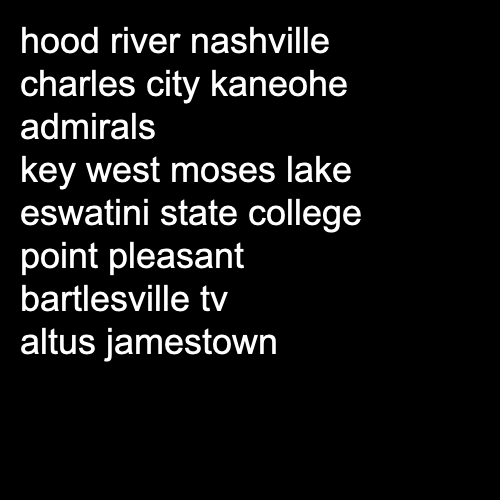 hood river nashville
charles city kaneohe
admirals
key west moses lake
eswatini state college
point pleasant
bartlesville tv
altus jamestown